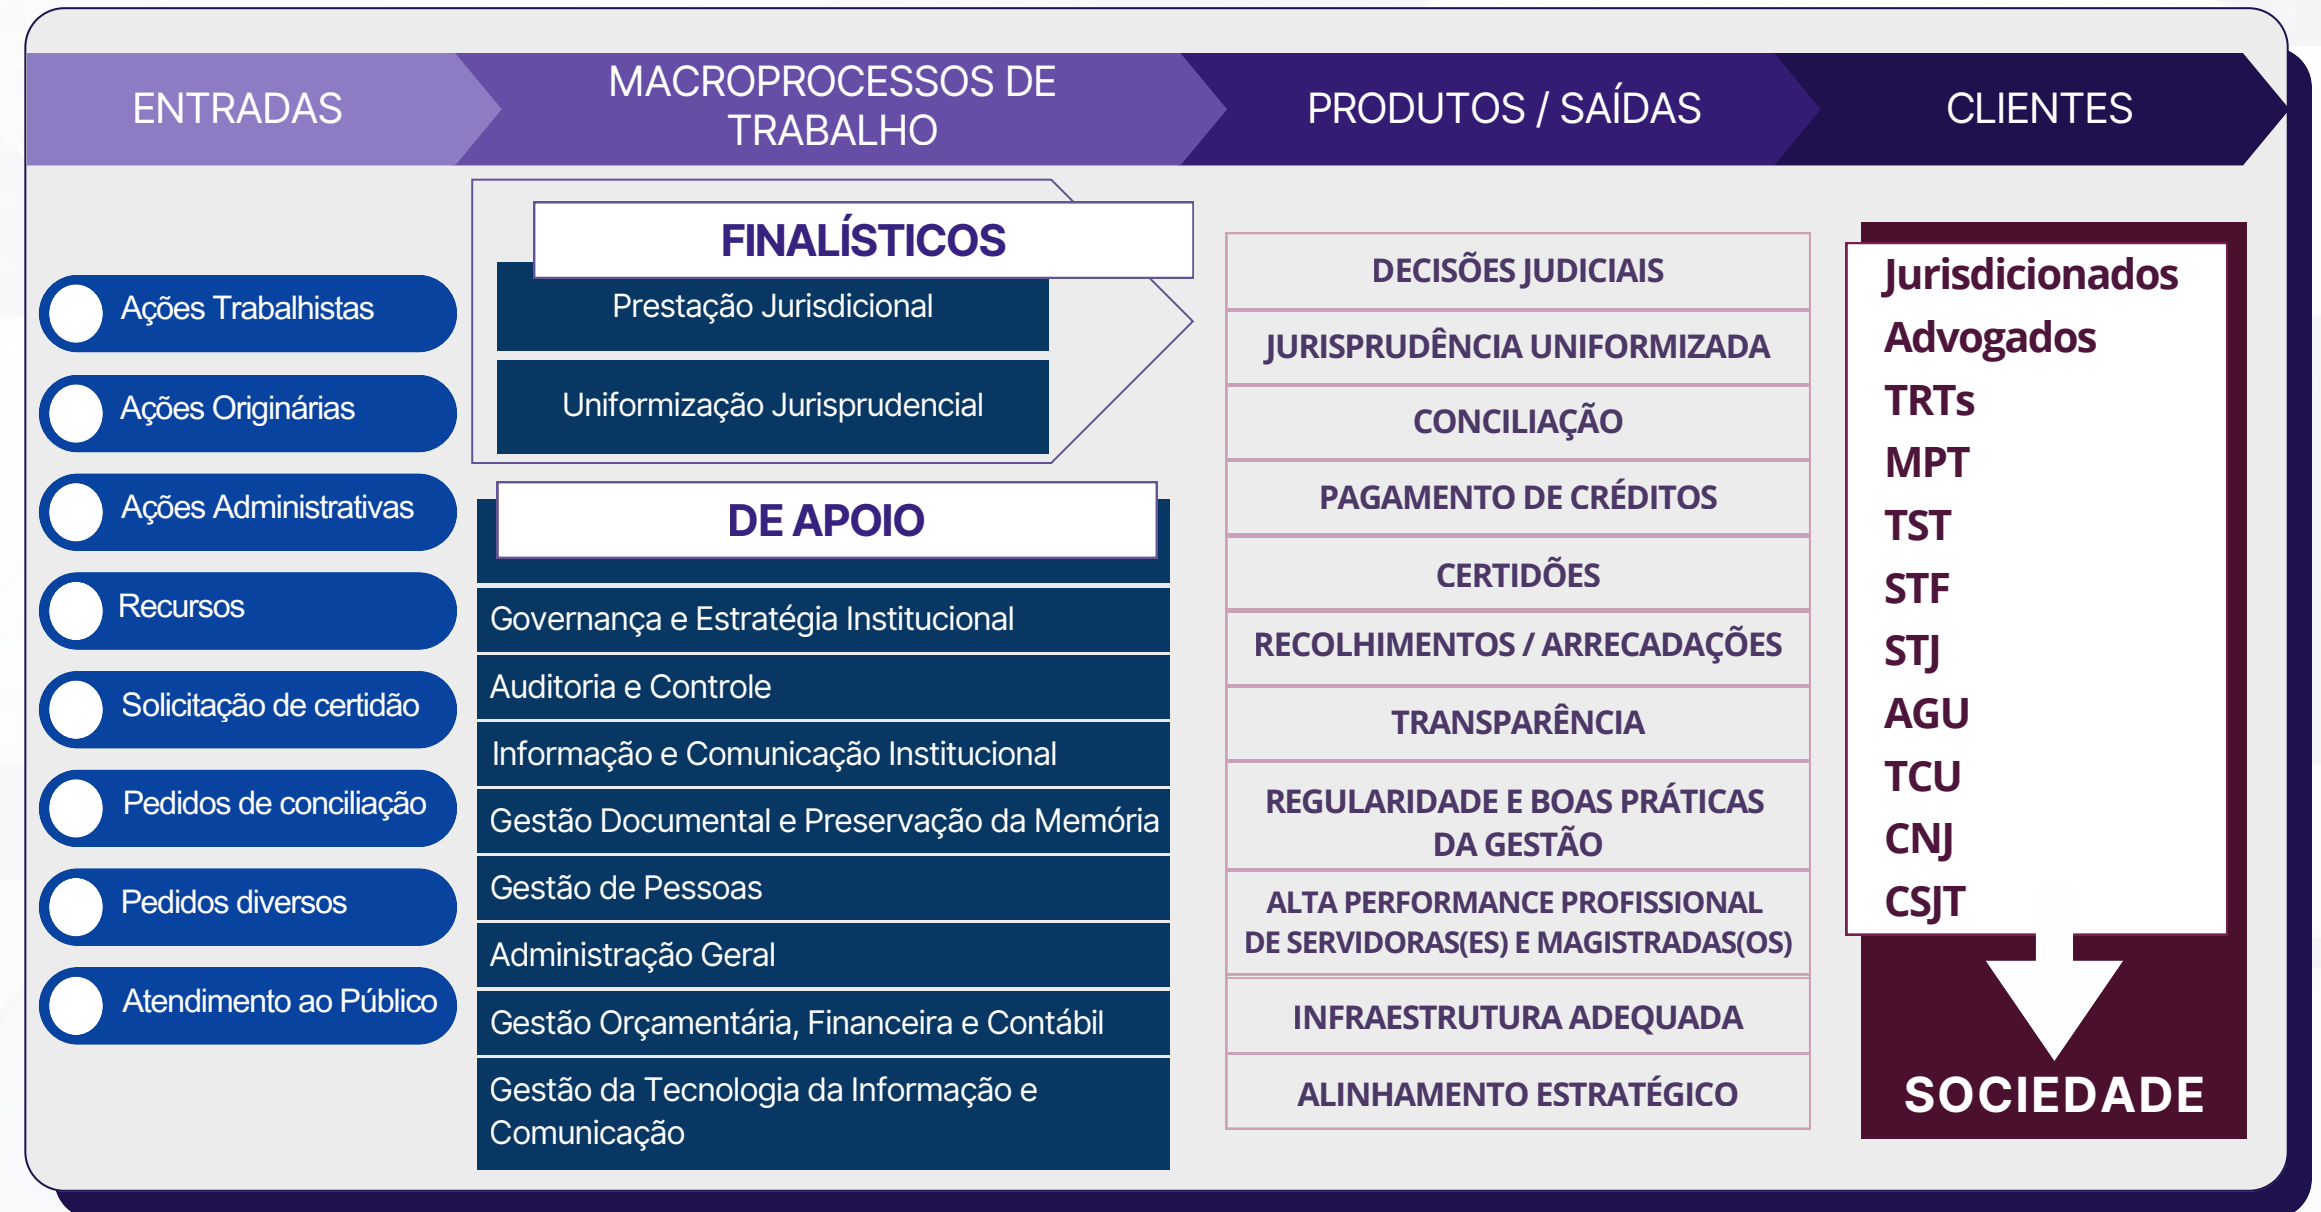 ENTRADAS
MACROPROCESSOS DE
TRABALHO
PRODUTOS / SAÍDAS
CLIENTES
Ações Trabalhistas
Ações Originárias
Ações Administrativas
Recursos
Solicitação de certidão
Pedidos de conciliação
Pedidos diversos
Atendimento ao Público
FINALÍSTICOS
Prestação Jurisdicional
Uniformização Jurisprudencial
DE APOIO
Governança e Estratégia Institucional
Auditoria e Controle
Informação e Comunicação Institucional
Gestão Documental e Preservação da Memória
Gestão de Pessoas
Administração Geral
Gestão Orçamentária, Financeira e Contábil
Gestão da Tecnologia da Informação e
Comunicação
DECISÕES JUDICIAIS
JURISPRUDÊNCIA UNIFORMIZADA
CONCILIAÇÃO
PAGAMENTO DE CRÉDITOS
CERTIDÕES
RECOLHIMENTOS / ARRECADAÇÕES
TRANSPARÊNCIA
REGULARIDADE E BOAS PRÁTICAS
DA GESTÃO
ALTA PERFORMANCE PROFISSIONAL
DE SERVIDORAS(ES) E MAGISTRADAS(OS)
INFRAESTRUTURA ADEQUADA
ALINHAMENTO ESTRATÉGICO
Jurisdicionados
Advogados
TRTs
MPT
TST
STF
STJ
AGU
TCU
CNJ
CSJT
SOCIEDADE